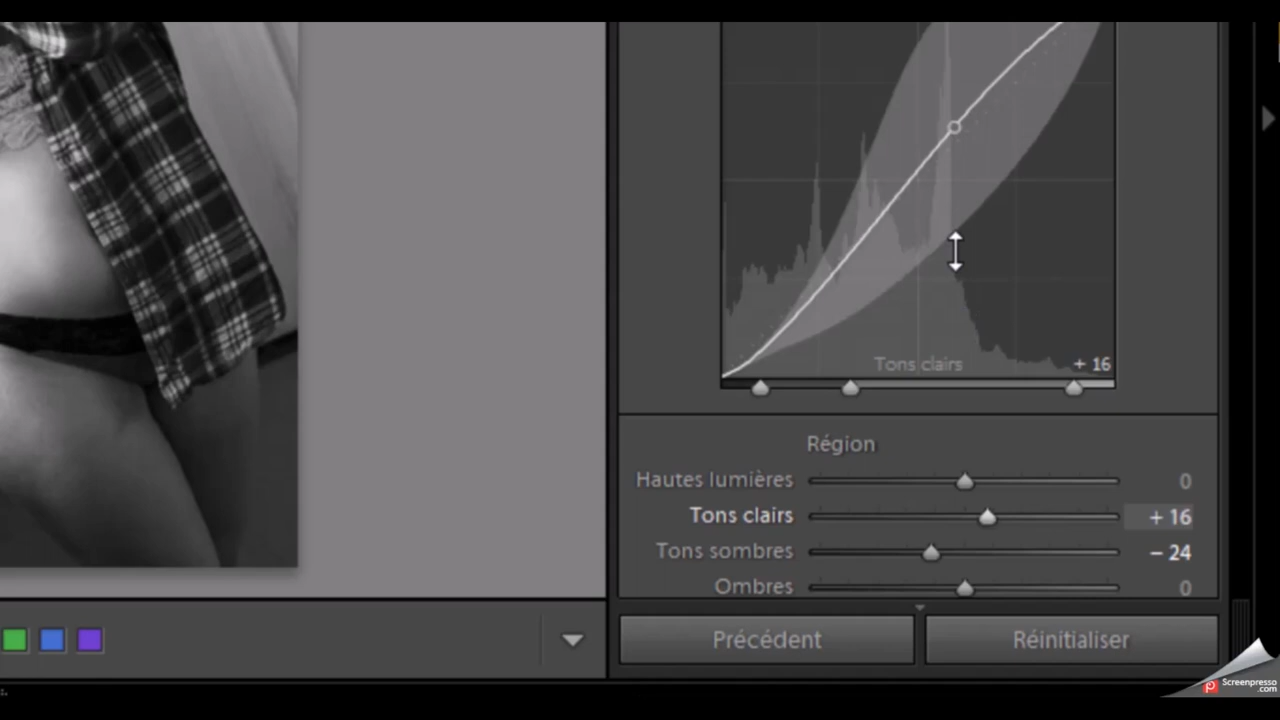 Tons clairs + 16
Région
Hautes lumières 0
Tons clairs + 16
Tons sombres – 24
Ombres 0
Précédent Réinitialiser
Screenpresso
.com